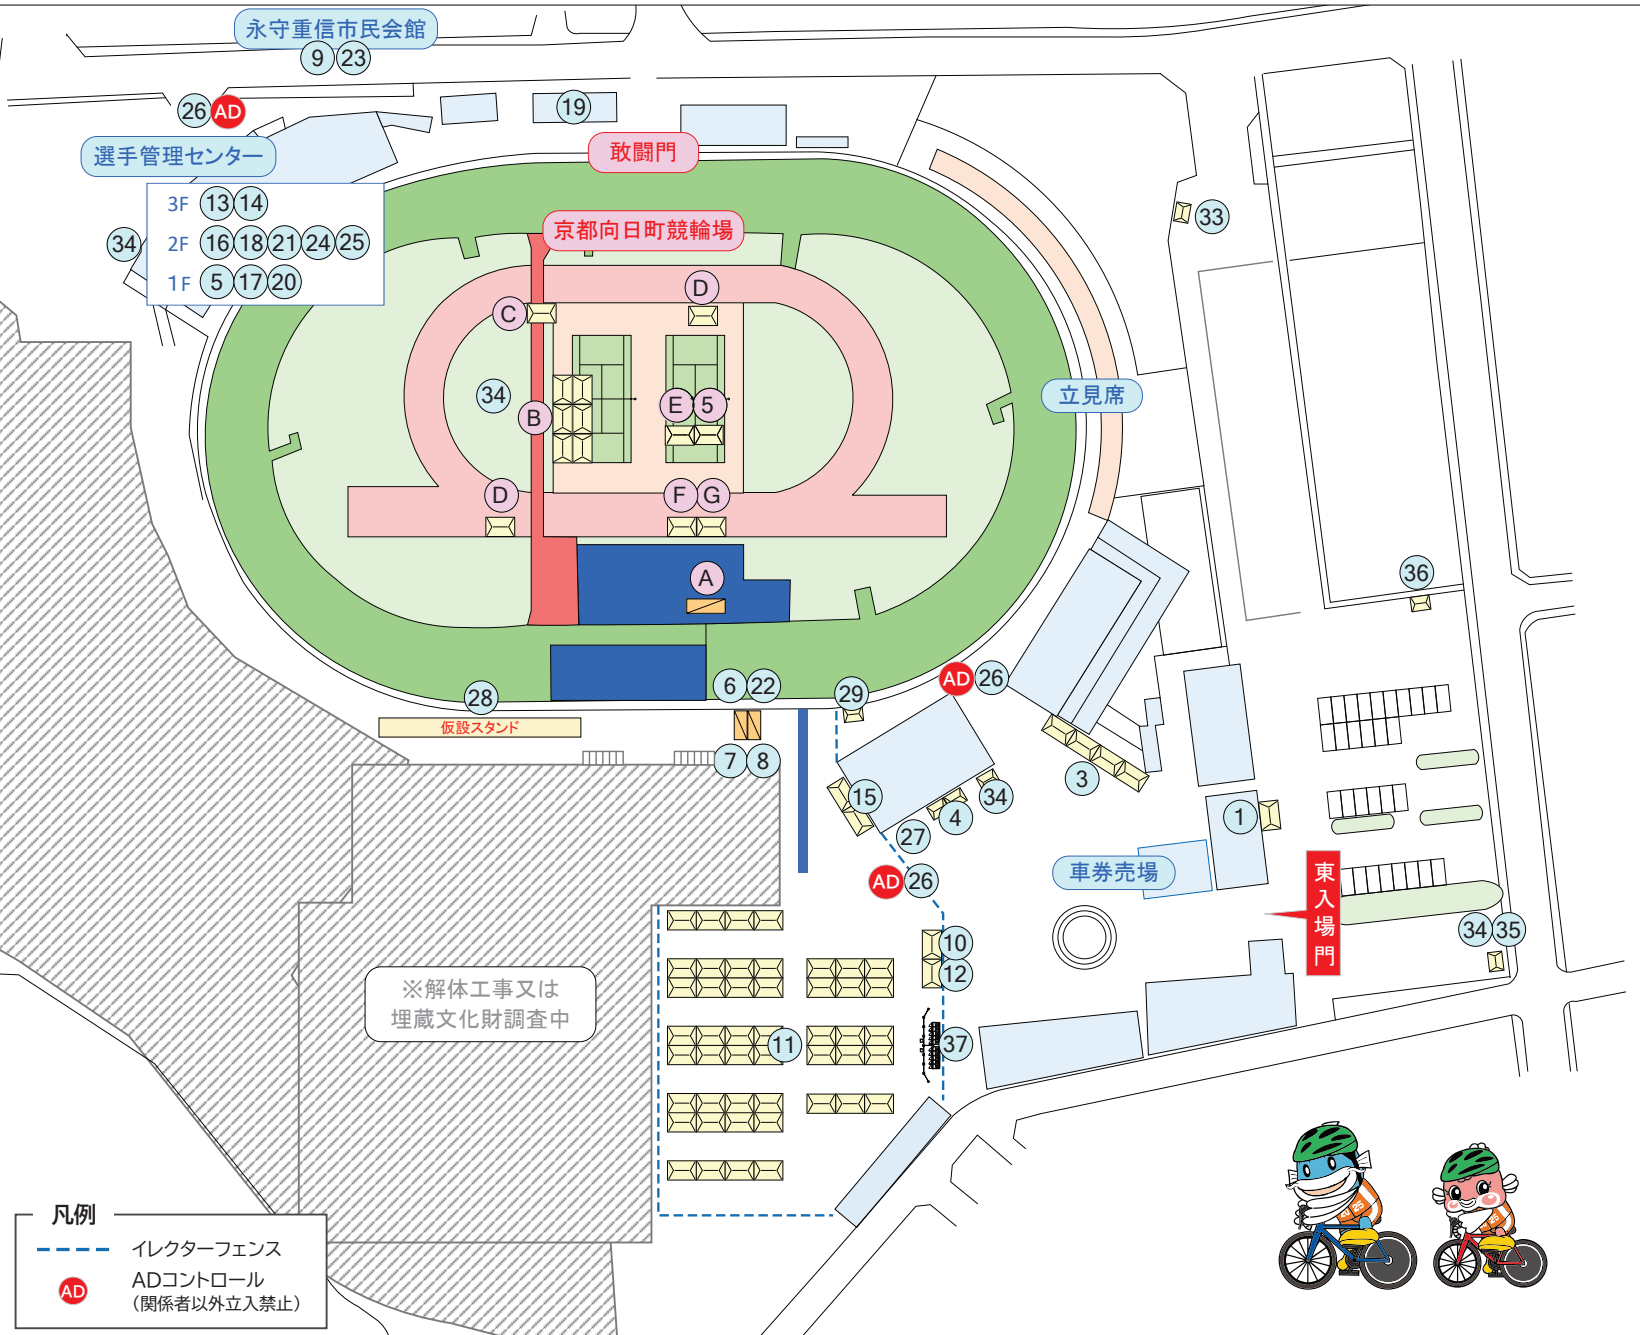 永守重信市民会館
9 23
26 AD
19
選手管理センター
敢闘門
3F 13 14
2F 16 18 21 24 25
1F 5 17 20
34
33
京都向日町競輪場
D
C
34
B
E 5
立見席
D
F G
A
36
6 22
AD 26
28
29
仮設スタンド
7 8
3
15
34
4
1
27
車券売場
AD 26
東入場門
34 35
10
12
※解体工事又は
埋蔵文化財調査中
11
37
凡例
イレクターフェンス
AD
ADコントロール
(関係者以外立入禁止)